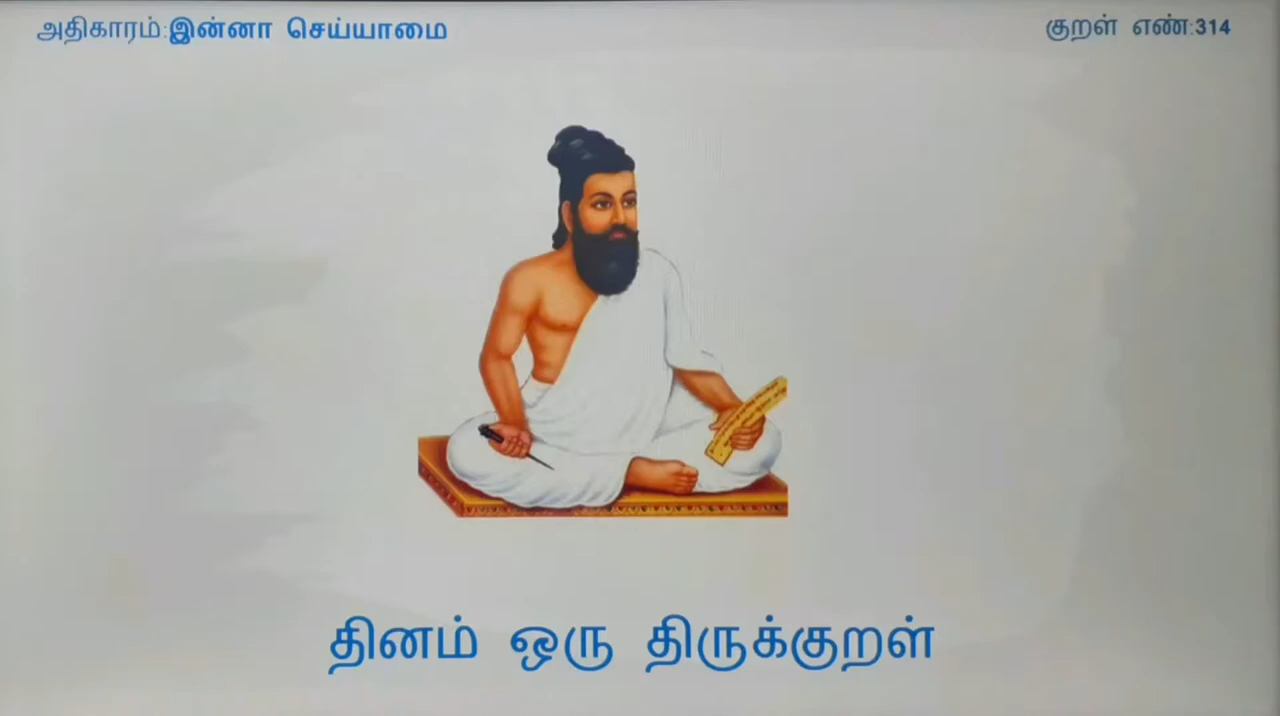 அதிகாரம்:இன்னா செய்யாமை
குறள் எண்:314
தினம் ஒரு திருக்குறள்